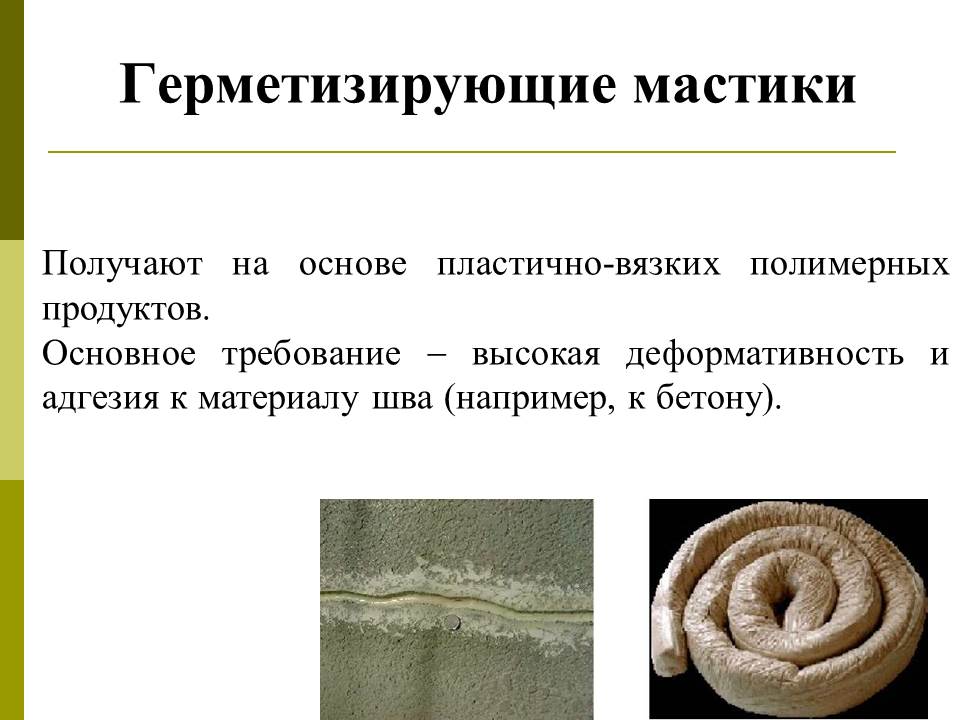 Герметизирующие мастики
Получают на основе пластично-вязких полимерных
продуктов.
Основное требование – высокая деформативность и
адгезия к материалу шва (например, к бетону).